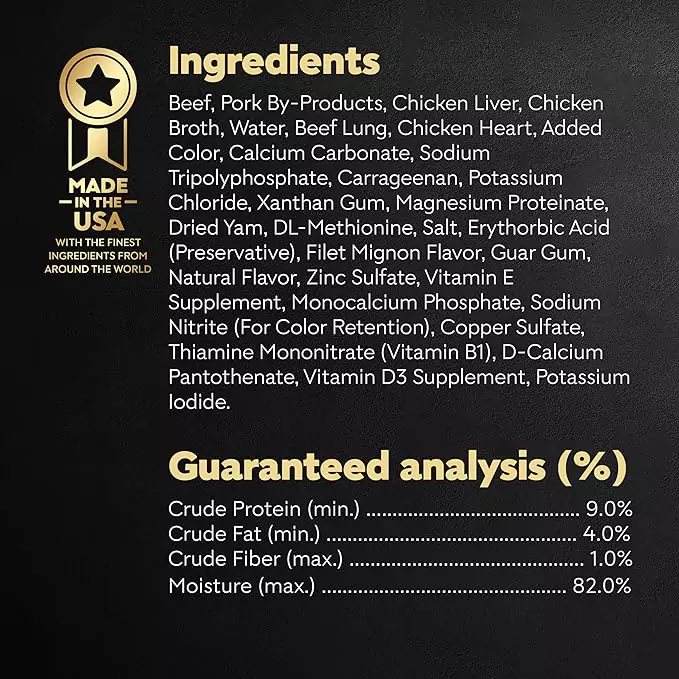 MADE
IN THE
USA
WITH THE FINEST
INGREDIENTS FROM
AROUND THE WORLD
Ingredients
Beef, Pork By-Products, Chicken Liver, Chicken
Broth, Water, Beef Lung, Chicken Heart, Added
Color, Calcium Carbonate, Sodium
Tripolyphosphate, Carrageenan, Potassium
Chloride, Xanthan Gum, Magnesium Proteinate,
Dried Yam, DL-Methionine, Salt, Erythorbic Acid
(Preservative), Filet Mignon Flavor, Guar Gum,
Natural Flavor, Zinc Sulfate, Vitamin E
Supplement, Monocalcium Phosphate, Sodium
Nitrite (For Color Retention), Copper Sulfate,
Thiamine Mononitrate (Vitamin B1), D-Calcium
Pantothenate, Vitamin D3 Supplement, Potassium
Iodide.
Guaranteed analysis (%)
Crude Protein (min.) ........................................ 9.0%
Crude Fat (min.) ............................................... 4.0%
Crude Fiber (max.) ............................................ 1.0%
Moisture (max.) .............................................. 82.0%